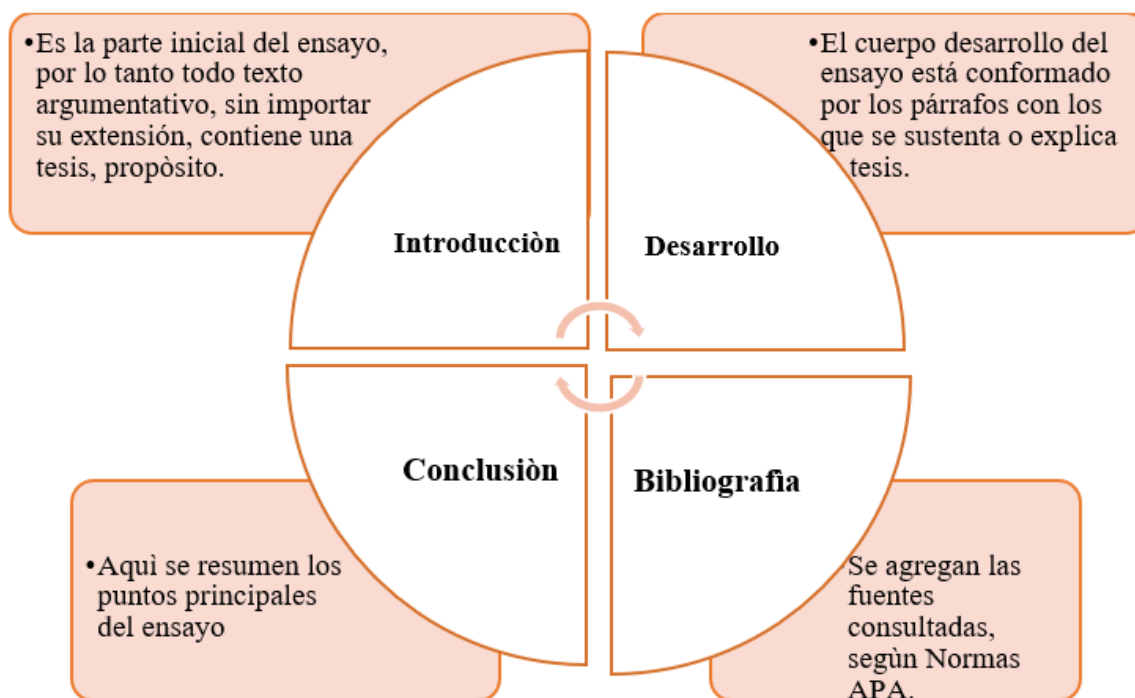 •Es la parte inicial del ensayo,
por lo tanto todo texto
argumentativo, sin importar
su extensión, contiene una
tesis, propòsito.
•El cuerpo desarrollo del
ensayo está conformado
por los párrafos con los
que se sustenta o explica
tesis.
Introducciòn
Desarrollo
Conclusiòn
Bibliografìa
•Aquì se resumen los
puntos principales
del ensayo
•Se agregan las
fuentes
consultadas,
segùn Normas
APA.